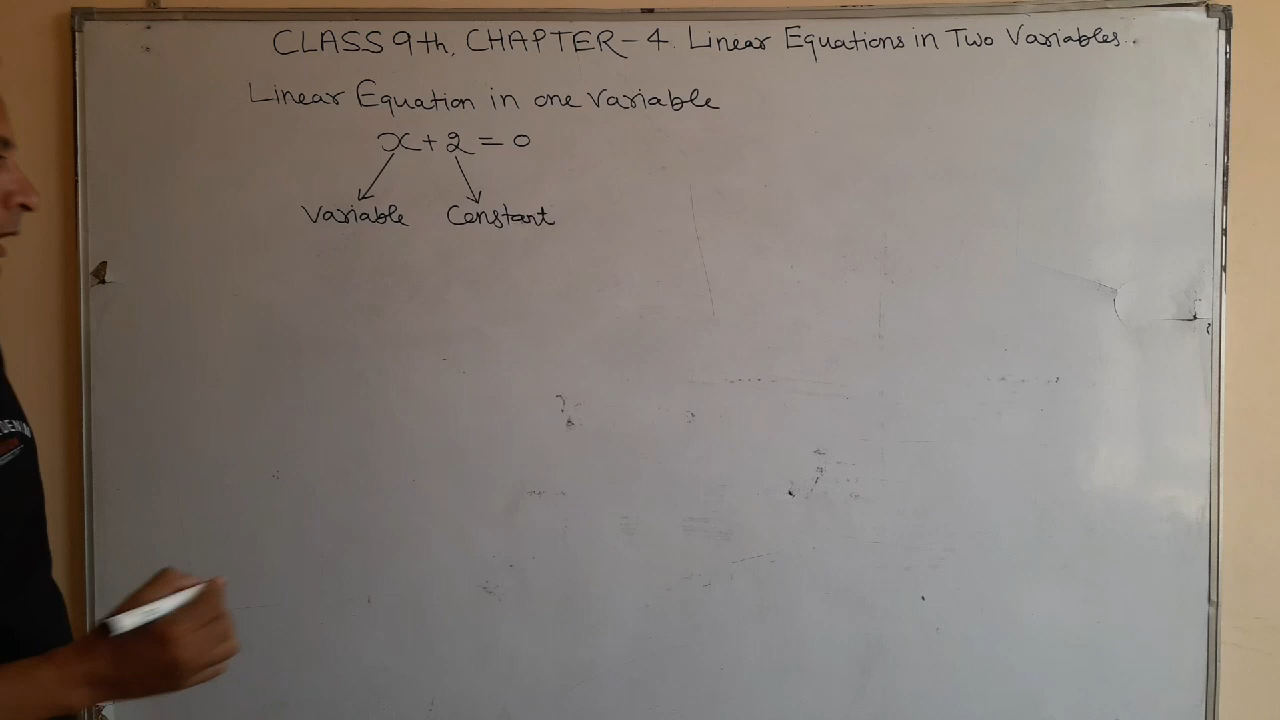 CLASS 9th, CHAPTER-4. Linear Equations in Two Variables..
Linear Equation in one variable
x+2=0
Variable Constant